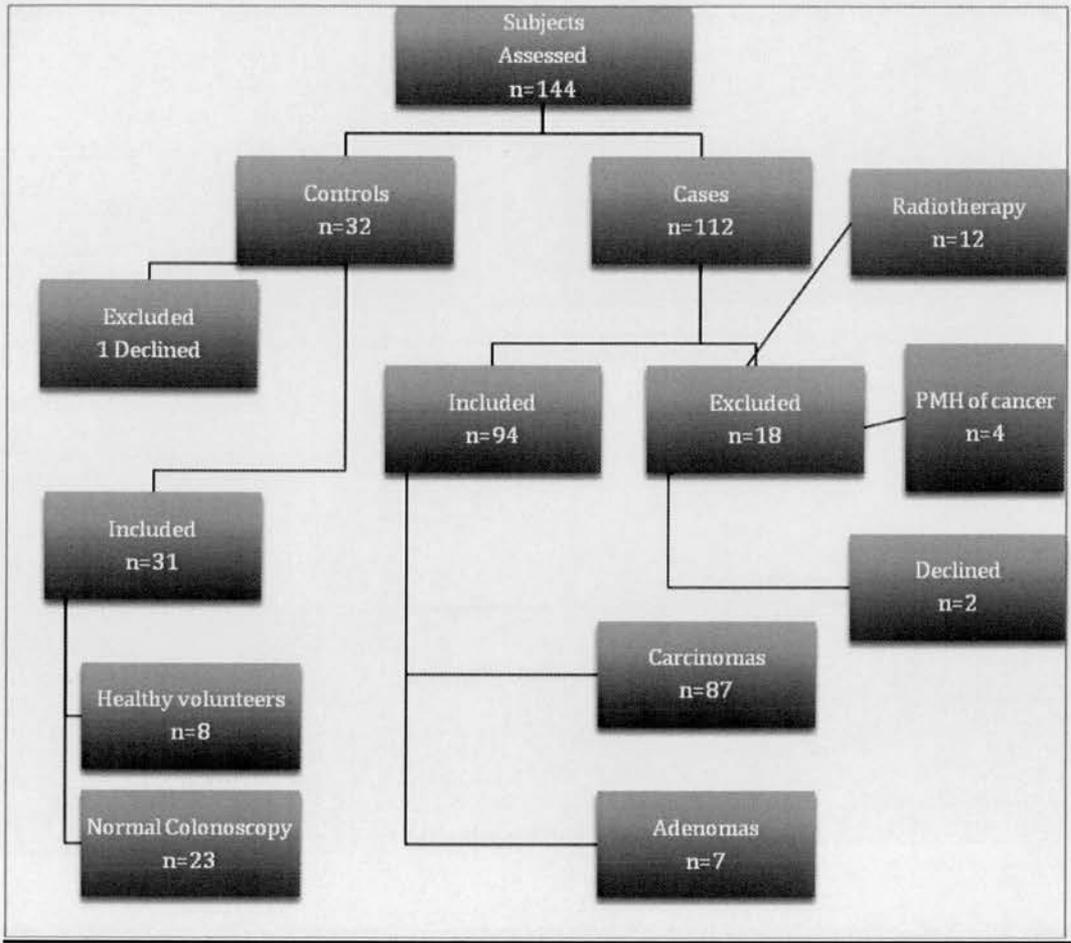 Subjects
Assessed
n=144
Controls
n=32
Cases
n=112
Radiotherapy
n=12
Excluded
1 Declined
Included
n=94
Excluded
n=18
PMH of cancer
n=4
Included
n=31
Declined
n=2
Carcinomas
n=87
Healthy volunteers
n=8
Normal Colonoscopy
n=23
Adenomas
n=7